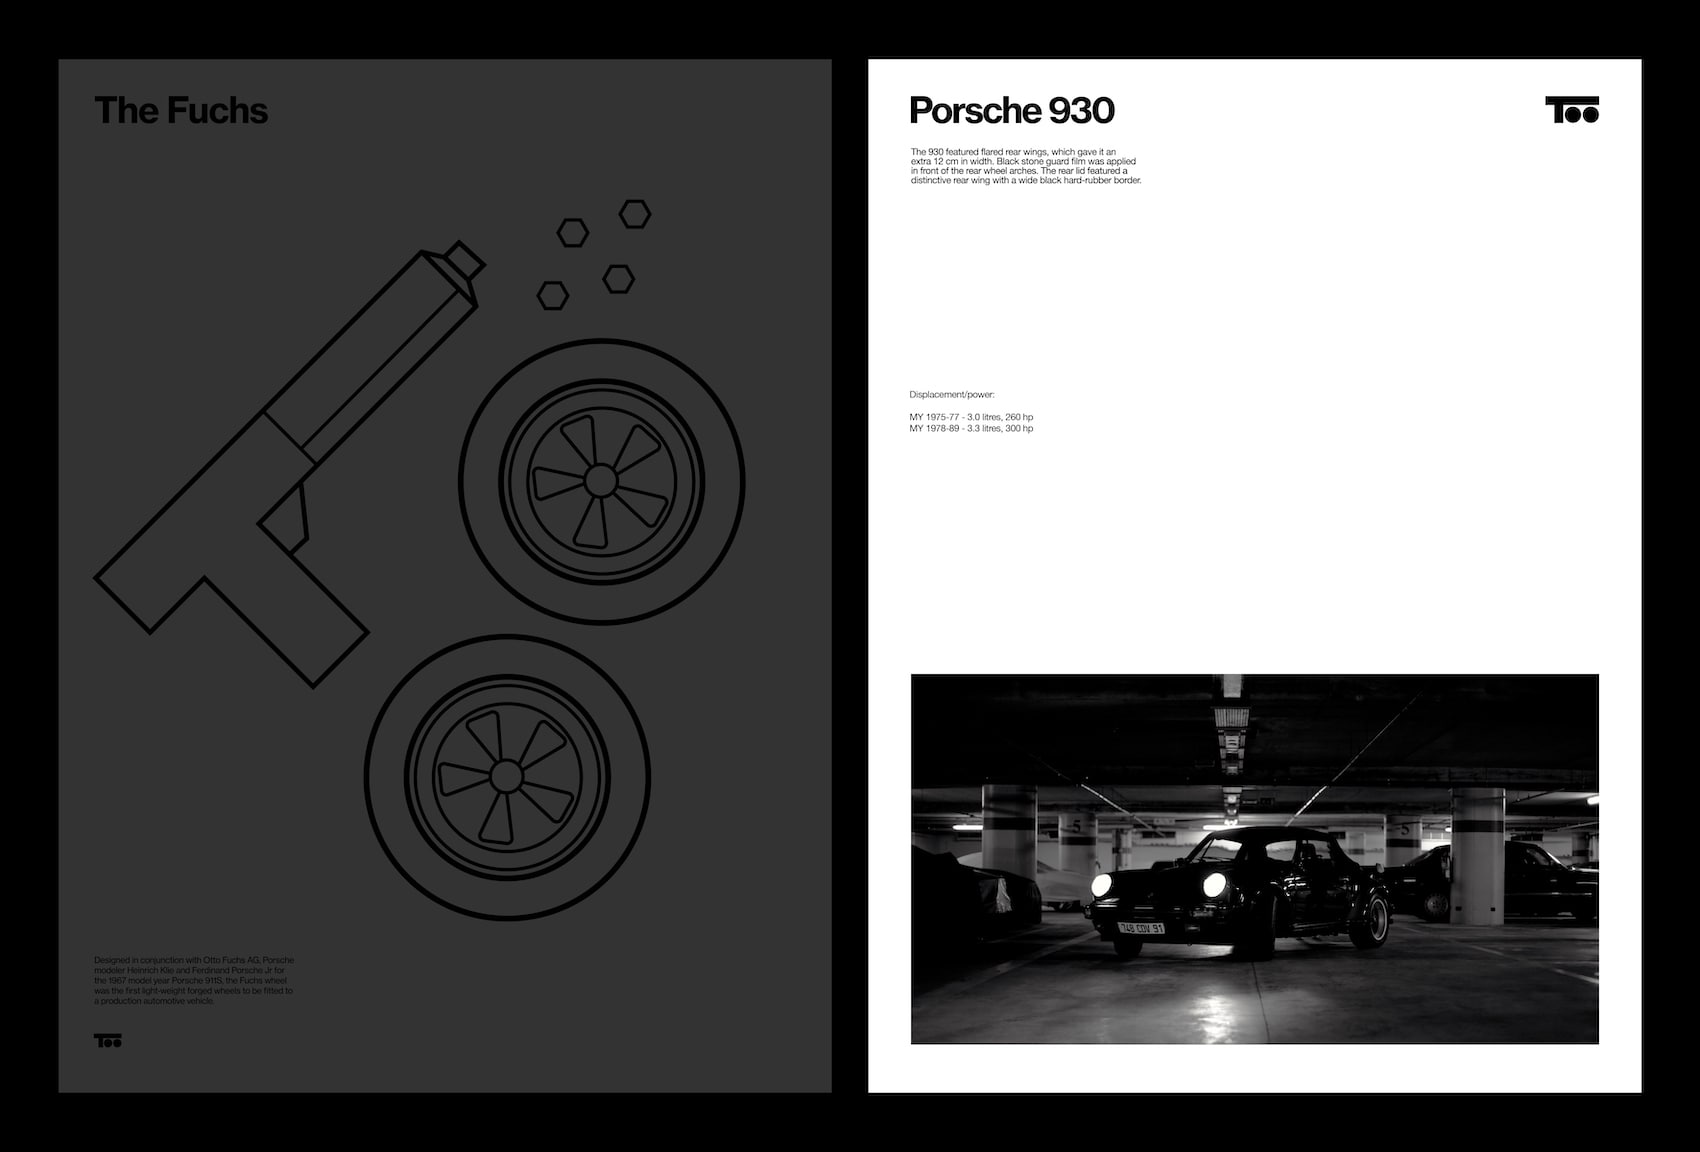 The Fuchs
Designed in conjunction with Otto Fuchs AG, Porsche
modeler Heinrich Klie and Ferdinand Porsche Jr for
the 1967 model year Porsche 911S, the Fuchs wheel
was the first light-weight forged wheels to be fitted to
a production automotive vehicle.
Too
Porsche 930
Too
The 930 featured flared rear wings, which gave it an
extra 12 cm in width. Black stone guard film was applied
in front of the rear wheel arches. The rear lid featured a
distinctive rear wing with a wide black hard-rubber border.
Displacement/power:
MY 1975-77 - 3.0 litres, 260 hp
MY 1978-89 - 3.3 litres, 300 hp
5
5
748 CDV 91